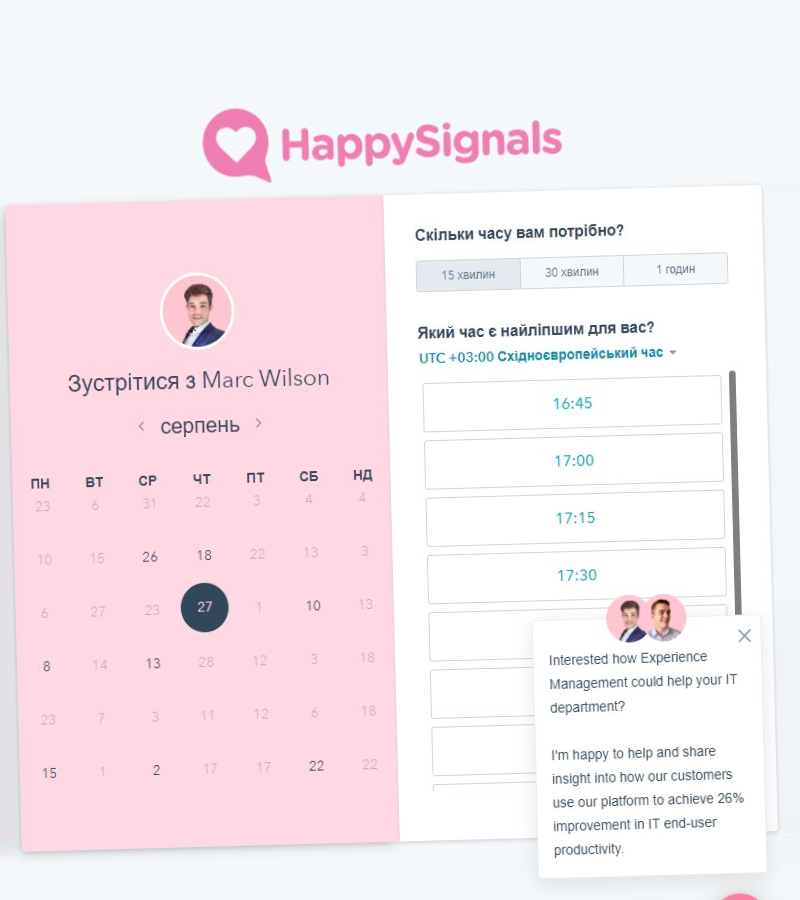 HappySignals
Зустрітися з Marc Wilson
серпень
ПН ВТ СР ЧТ ПТ СБ НД
23 6 31 22 3 4 4
10 15 26 18 22 13 3
6 27 23 27 1 10 13
8 14 13 28 12 3 18
23 7 3 11 12 6 18
15 1 2 17 17 22 22
Скільки часу вам потрібно?
15 хвилин 30 хвилин 1 годин
Який час є найліпшим для вас?
UTC +03:00 Східноєвропейський час
16:45
17:00
17:15
17:30
Interested how Experience
Management could help your IT
department?
I'm happy to help and share
insight into how our customers
use our platform to achieve 26%
improvement in IT end-user
productivity.